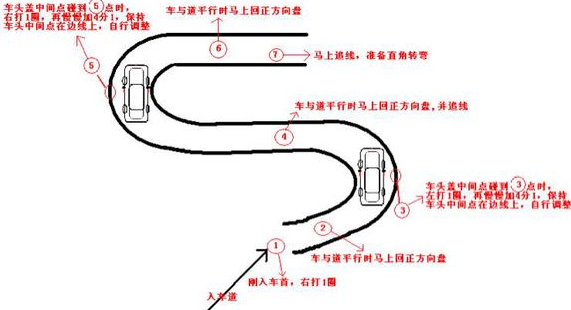 车头盖中间点碰到⑤点时,
右打1圈,再慢慢加4分1,保持
车头中间点在边线上,自行调整
车与道平行时马上回正方向盘
⑥
⑦
马上追线,准备直角转弯
⑤
车与道平行时马上回正方向盘,并追线
④
车头盖中间点碰到③点时,
左打1圈,再慢慢加4分1,保持
车头中间点在边线上,自行调整
③
②
车与道平行时马上回正方向盘
①
刚入车首,右打1圈
入车道